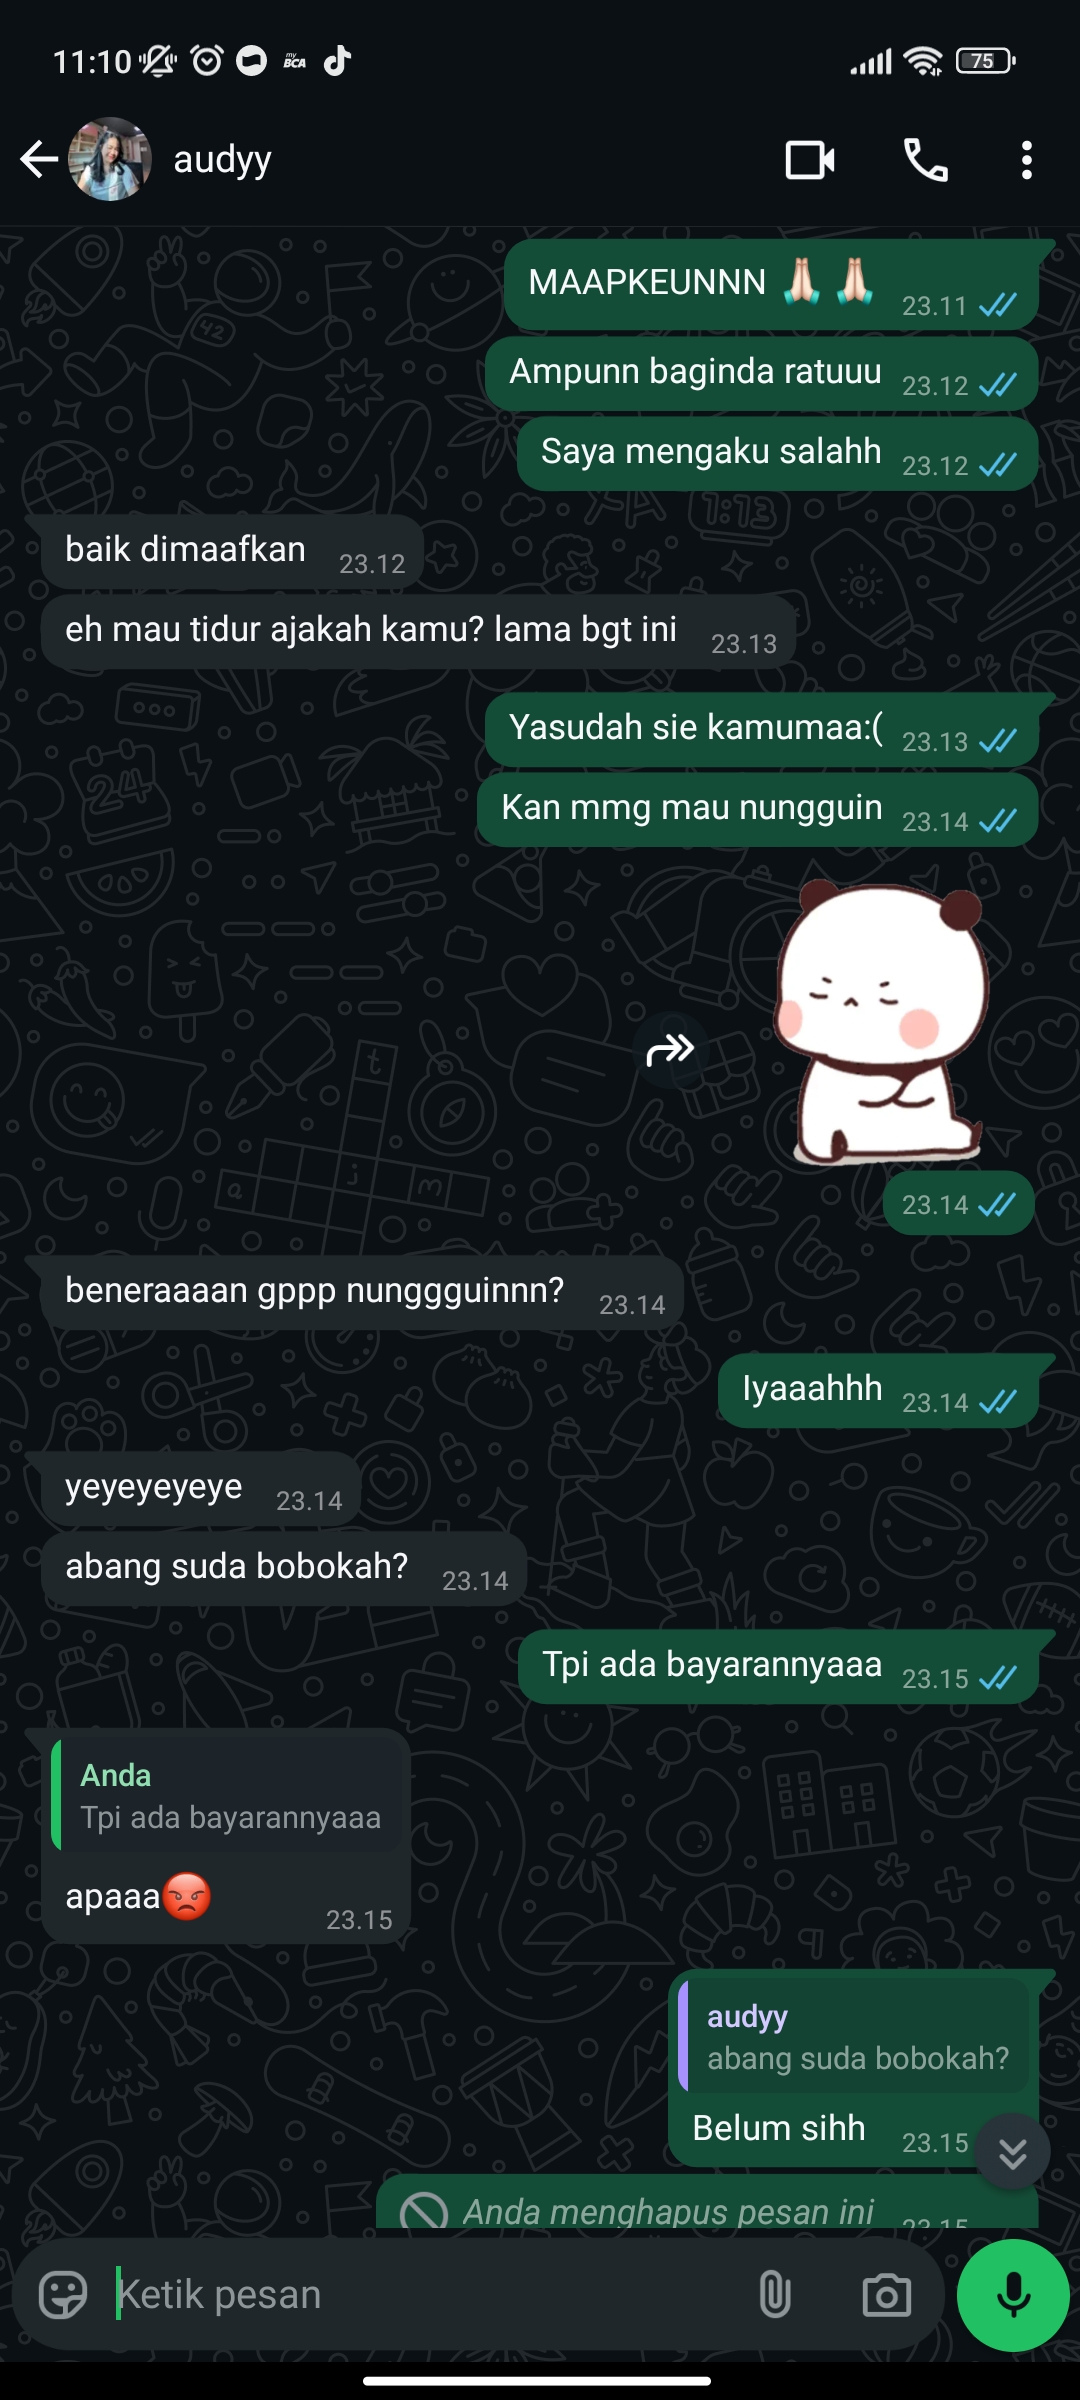 11:10 my BCA 75
audyy
MAAPKEUNNN 🙏🏻 🙏🏻 23.11
Ampunn baginda ratuuu 23.12
Saya mengaku salahh 23.12
baik dimaafkan 23.12
eh mau tidur ajakah kamu? lama bgt ini 23.13
Yasudah sie kamumaa:( 23.13
Kan mmg mau nungguin 23.14
23.14
beneraaaan gppp nunggguinnn? 23.14
Iyaaahhh 23.14
yeyeyeyeye 23.14
abang suda bobokah? 23.14
Tpi ada bayarannyaaa 23.15
Anda
Tpi ada bayarannyaaa
apaaa😡 23.15
audyy
abang suda bobokah?
Belum sihh 23.15
Anda menghapus pesan ini 23.15
Ketik pesan